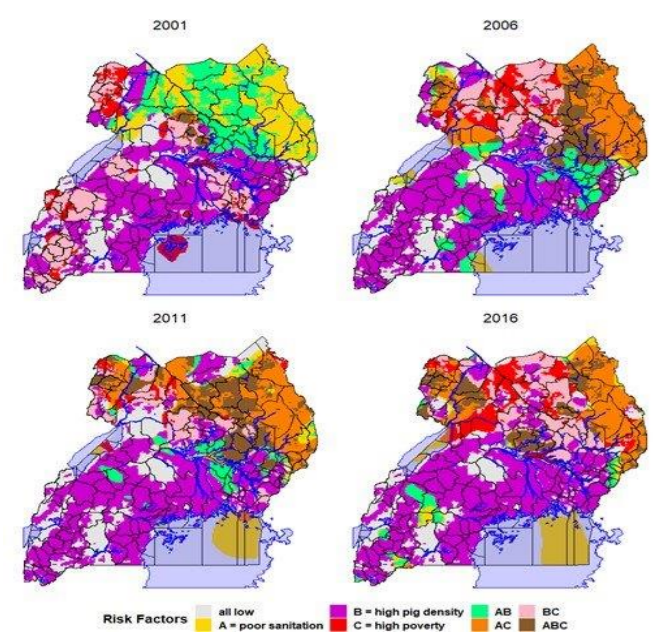 2001 2006
2011 2016
Risk Factors
all low B = high pig density AB BC
A = poor sanitation C = high poverty AC ABC